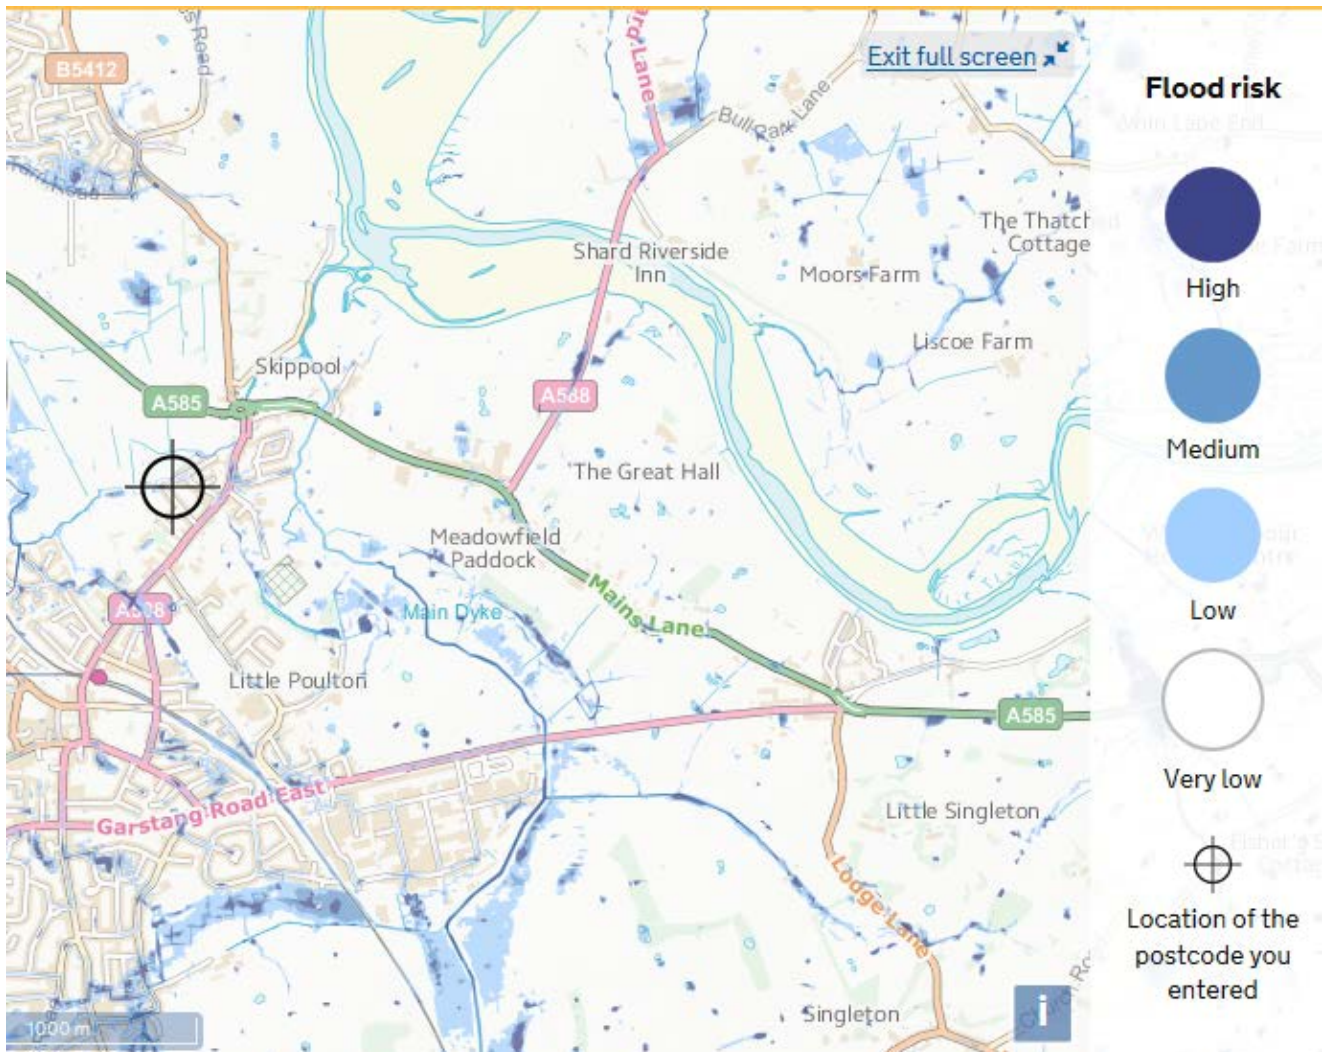 B5412
Exit full screen
Lane
Shard Riverside
Inn
The Thatch
Cottage
Moors Farm
Liscoe Farm
Skippool
A585
A588
The Great Hall
Meadowfield
Paddock
Mains Lane
Main Dyke
A588
Little Poulton
Garstang Road East
A585
Little Singleton
Lodge Lane
Singleton
1000 m
i
Flood risk
High
Medium
Low
Very low
Location of the
postcode you
entered